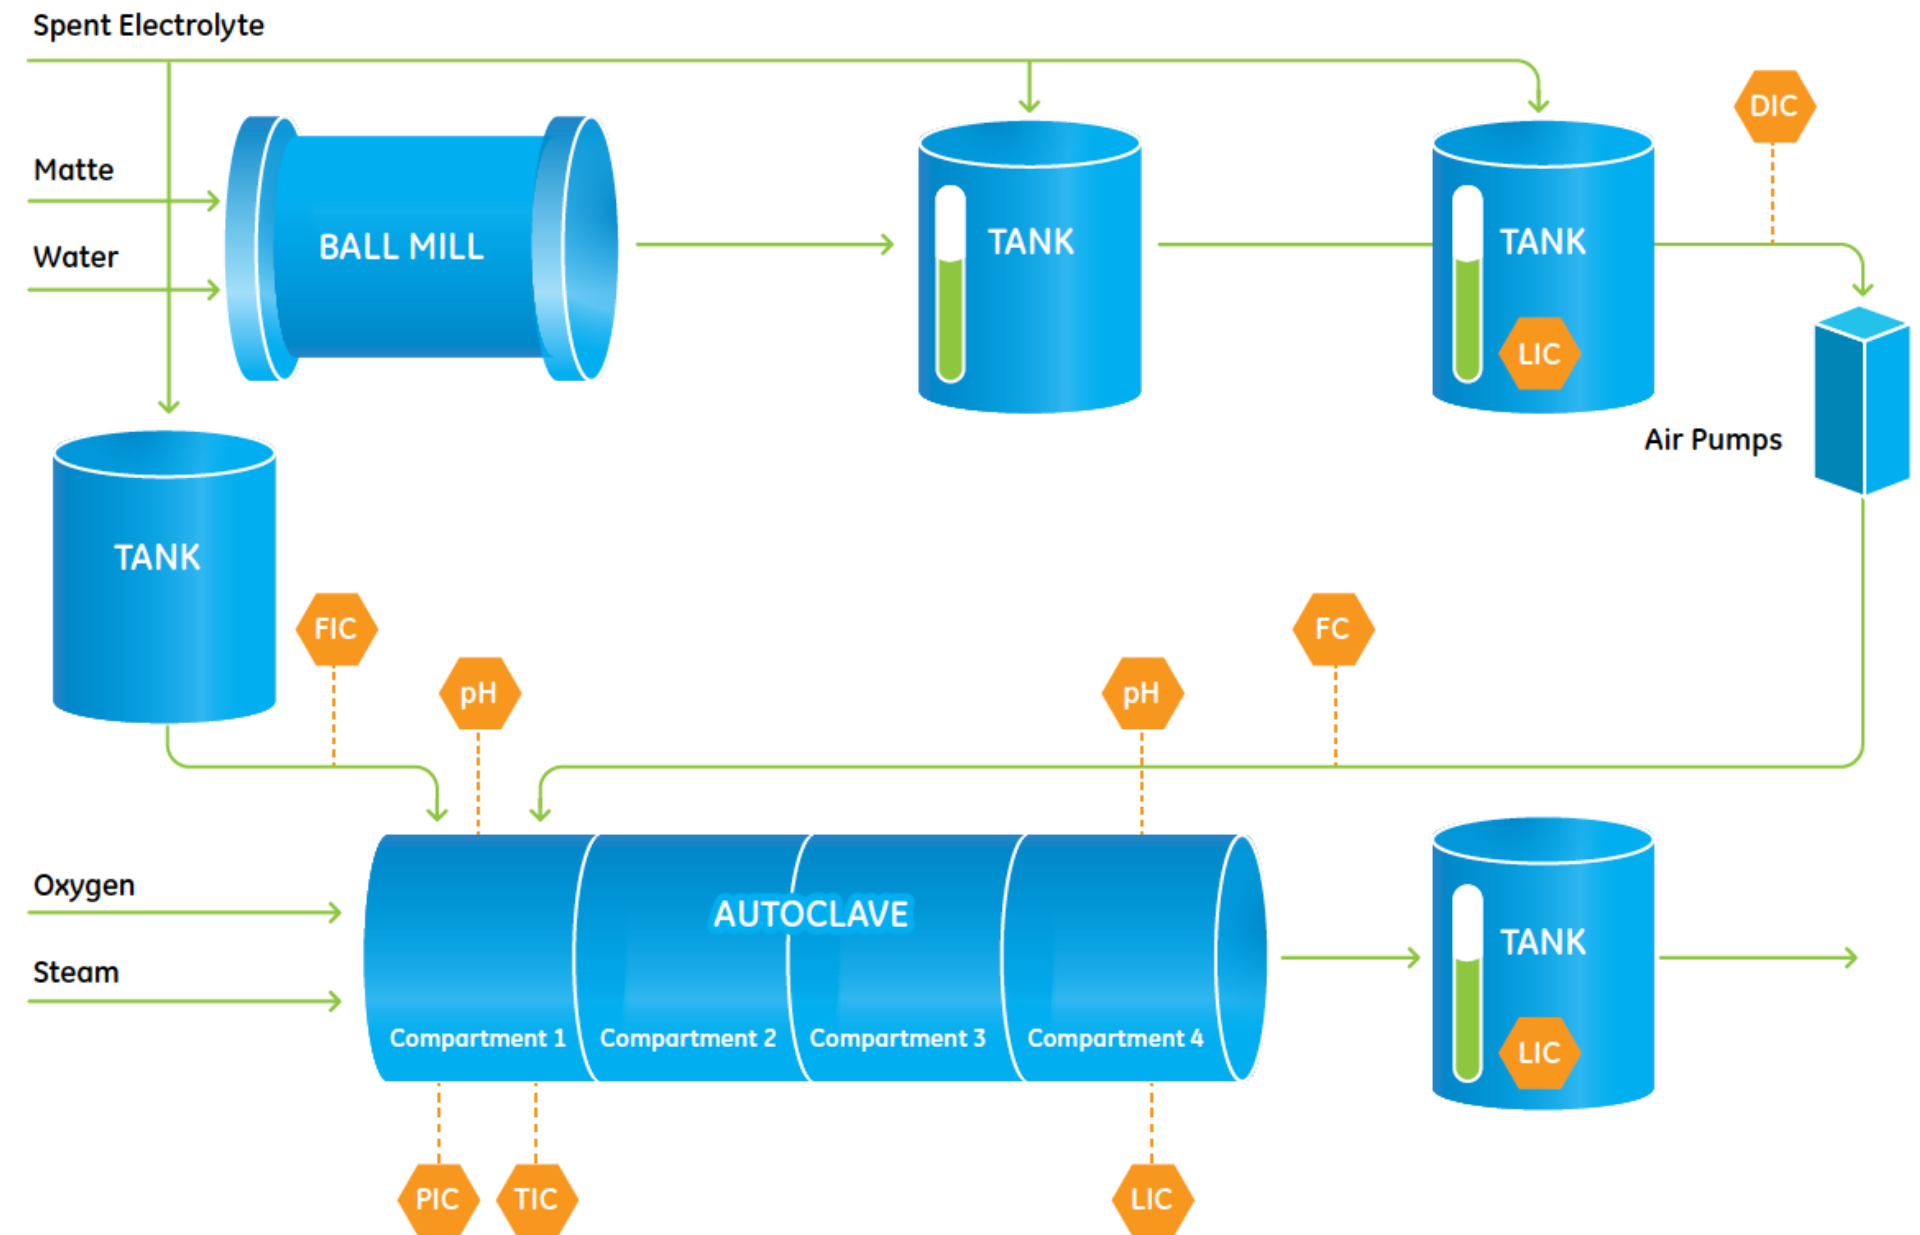 Spent Electrolyte
DIC
Matte
BALL MILL
TANK
TANK
Water
LIC
Air Pumps
TANK
FIC
FC
pH
pH
Oxygen
AUTOCLAVE
TANK
Steam
Compartment 1
Compartment 2
Compartment 3
Compartment 4
LIC
PIC
TIC
LIC